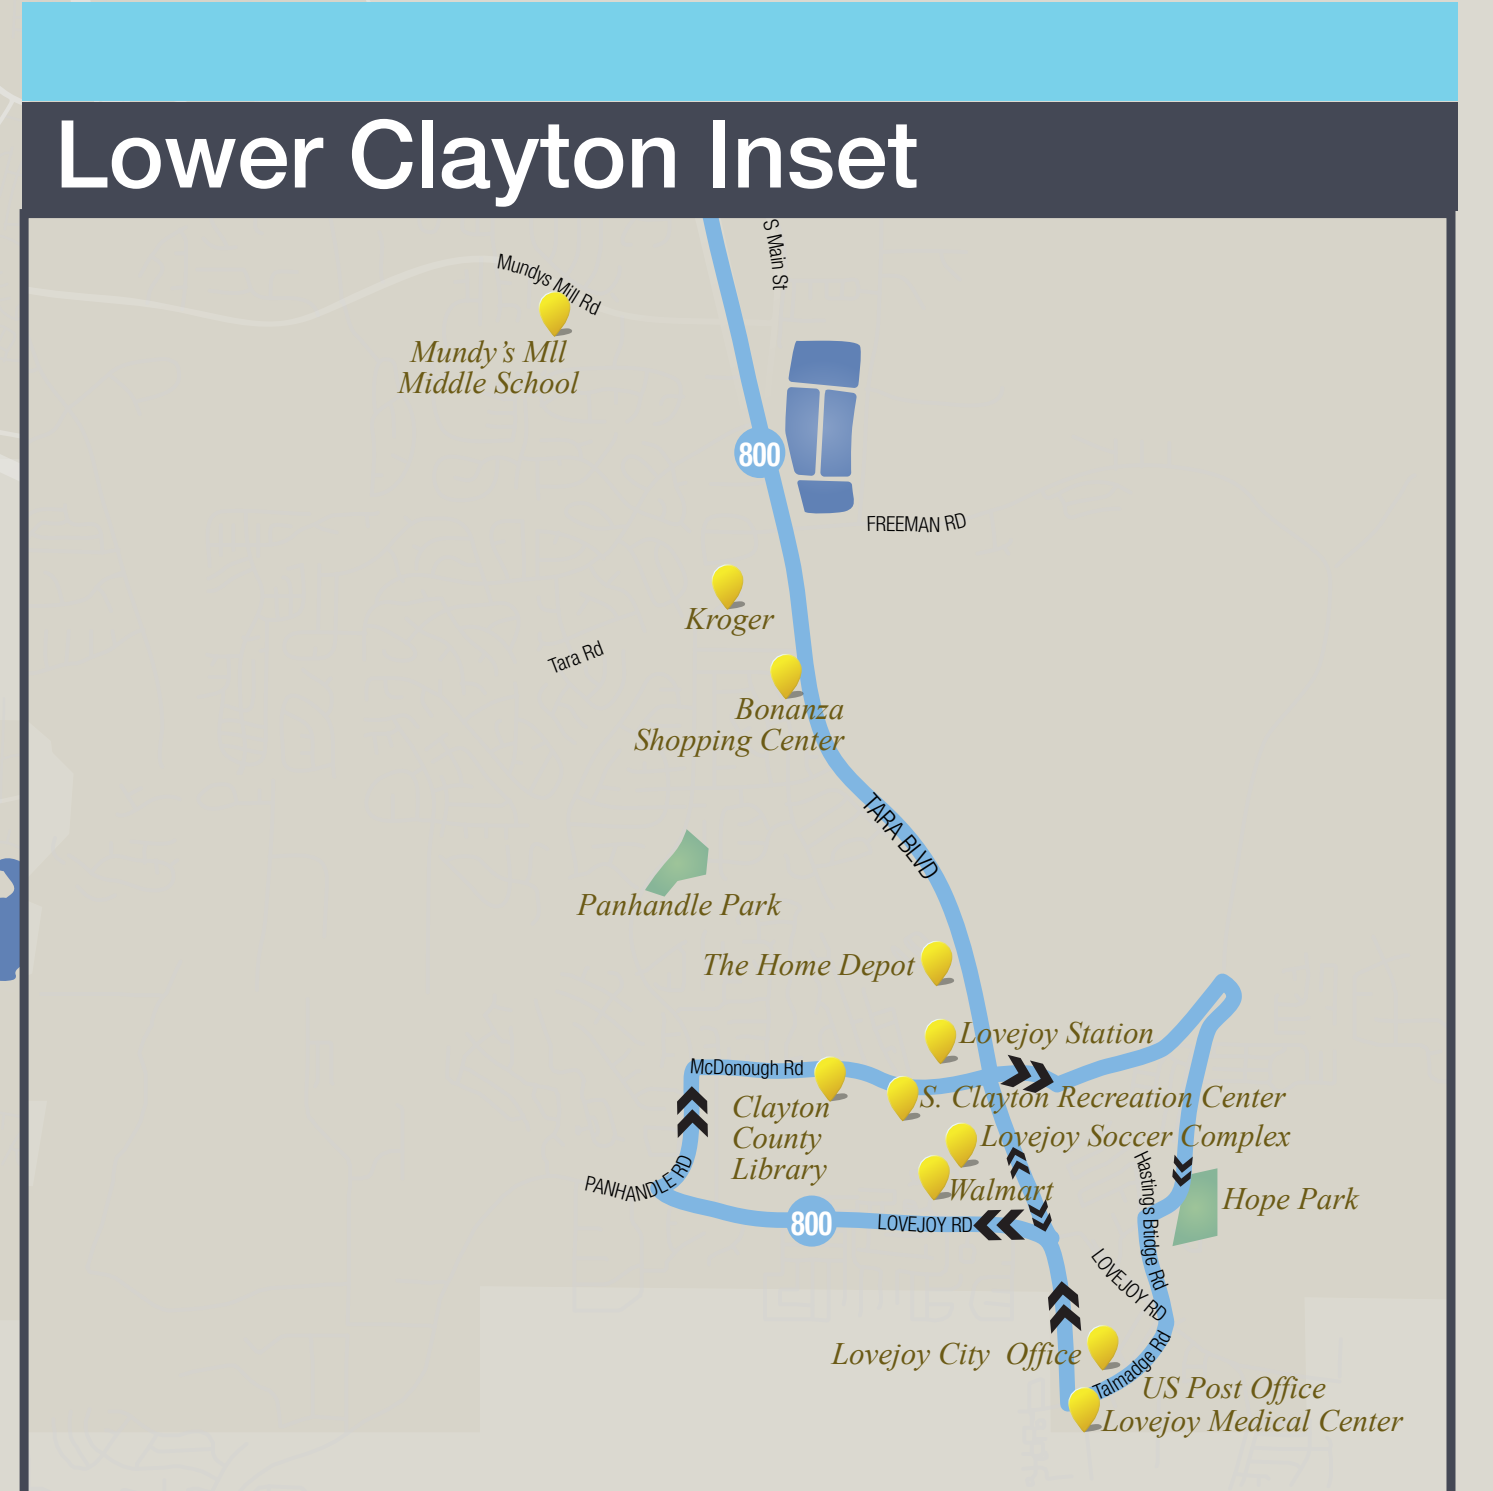 Lower Clayton Inset
S Main St
Mundys Mill Rd
Mundy’s Mll
Middle School
800
FREEMAN RD
Kroger
Tara Rd
Bonanza
Shopping Center
TARA BLVD
Panhandle Park
The Home Depot
Lovejoy Station
McDonough Rd
S. Clayton Recreation Center
Clayton
County
Library
Lovejoy Soccer Complex
PANHANDLE RD
Walmart
Hastings Btidge Rd
Hope Park
800
LOVEJOY RD
LOVEJOY RD
Lovejoy City  Office
Talmadge Rd
US Post Office
Lovejoy Medical Center